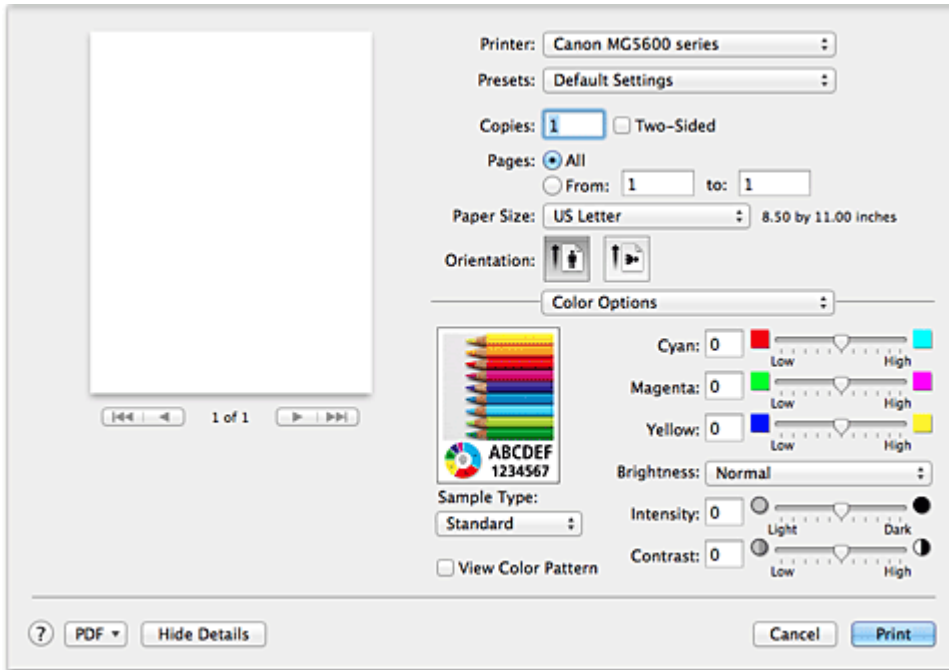 Printer: Canon MG5600 series
Presets: Default Settings
Copies: 1 Two-Sided
Pages: All
From: 1 to: 1
Paper Size: US Letter 8.50 by 11.00 inches
Orientation:
Color Options
1 of 1
ABCDEF
1234567
Sample Type:
Standard
View Color Pattern
Cyan: 0
Low High
Magenta: 0
Low High
Yellow: 0
Low High
Brightness: Normal
Intensity: 0
Light Dark
Contrast: 0
Low High
? PDF Hide Details Cancel Print